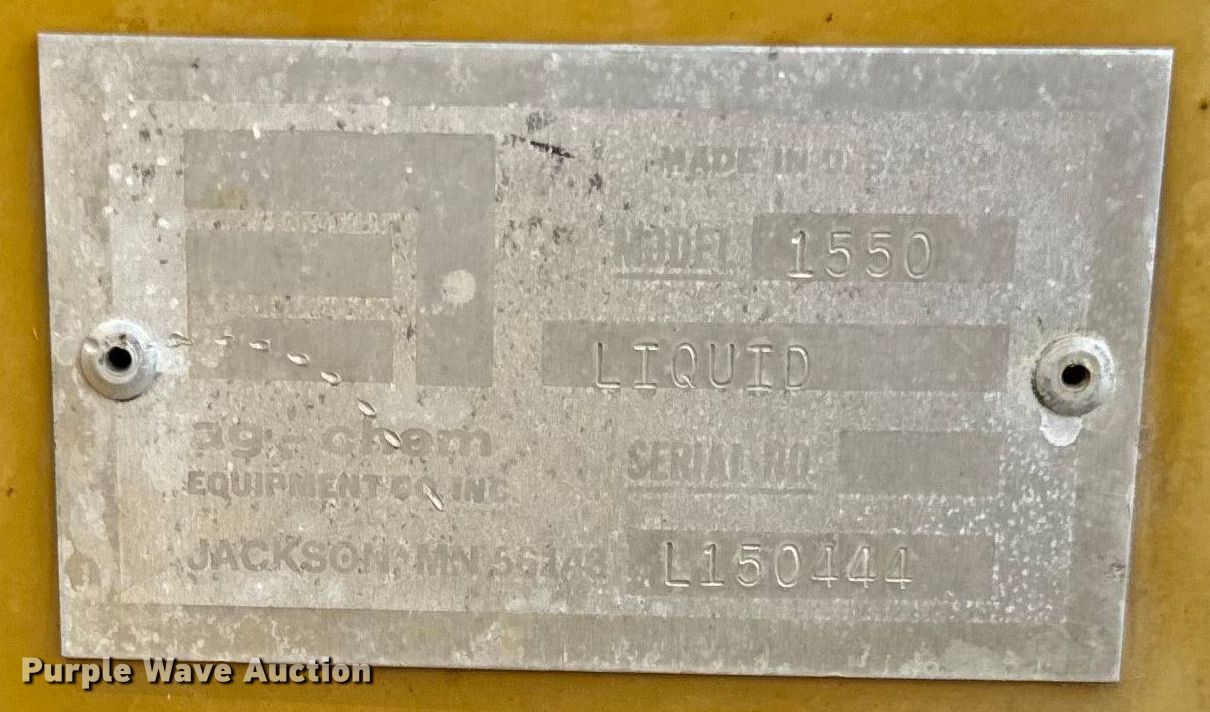 MADE IN U.S.A.
MODEL 1550
LIQUID
ag-chem
EQUIPMENT CO. INC.
SERIAL NO.
JACKSON, MN 56143
L150444
Purple Wave Auction